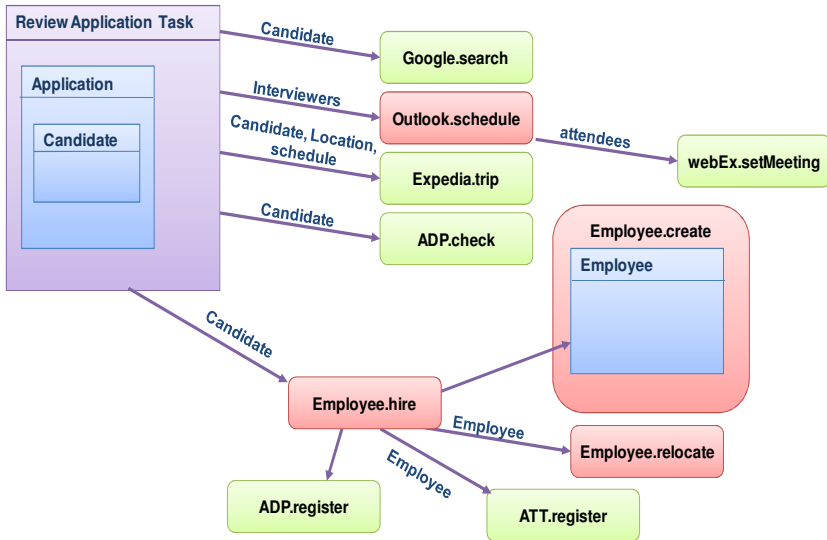 Review Application Task
Application
Candidate
Candidate
Google.search
Interviewers
Outlook.schedule
attendees
webEx.setMeeting
Candidate, Location,
schedule
Expedia.trip
Candidate
ADP.check
Employee.create
Employee
Candidate
Employee.hire
Employee
Employee.relocate
Employee
ADP.register
ATT.register